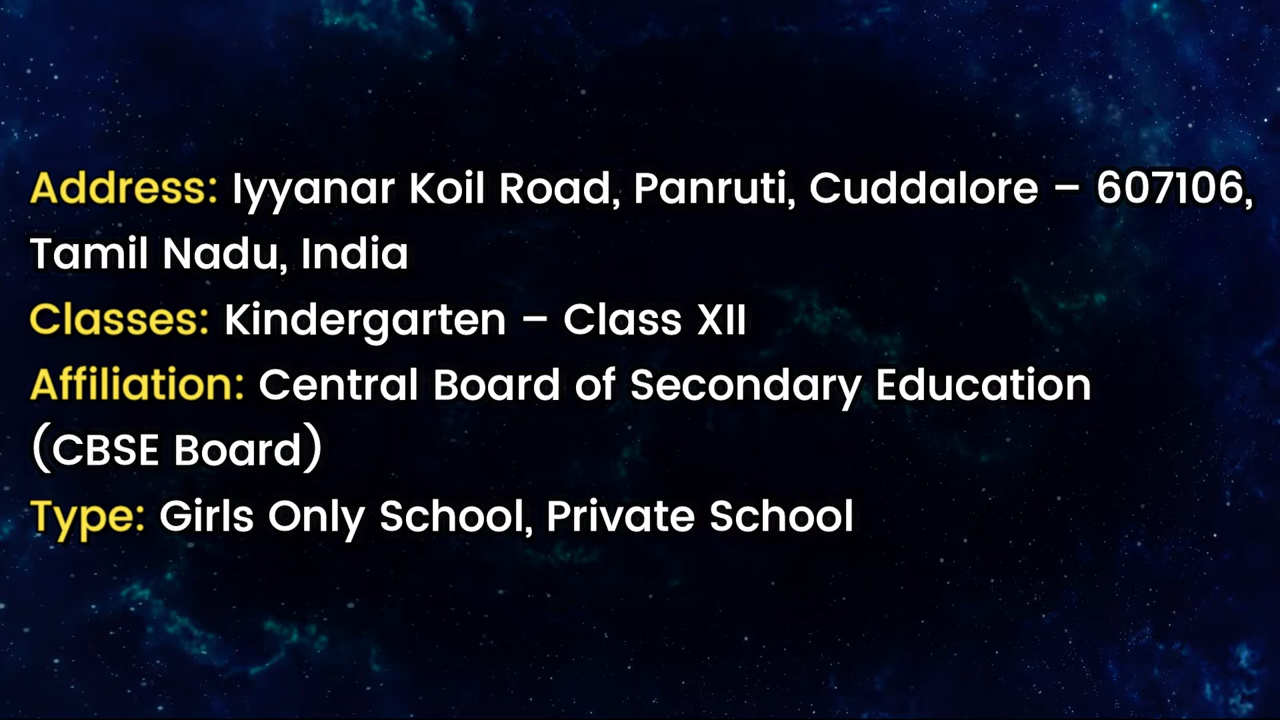 Address: Iyyanar Koil Road, Panruti, Cuddalore – 607106,
Tamil Nadu, India
Classes: Kindergarten – Class XII
Affiliation: Central Board of Secondary Education
(CBSE Board)
Type: Girls Only School, Private School